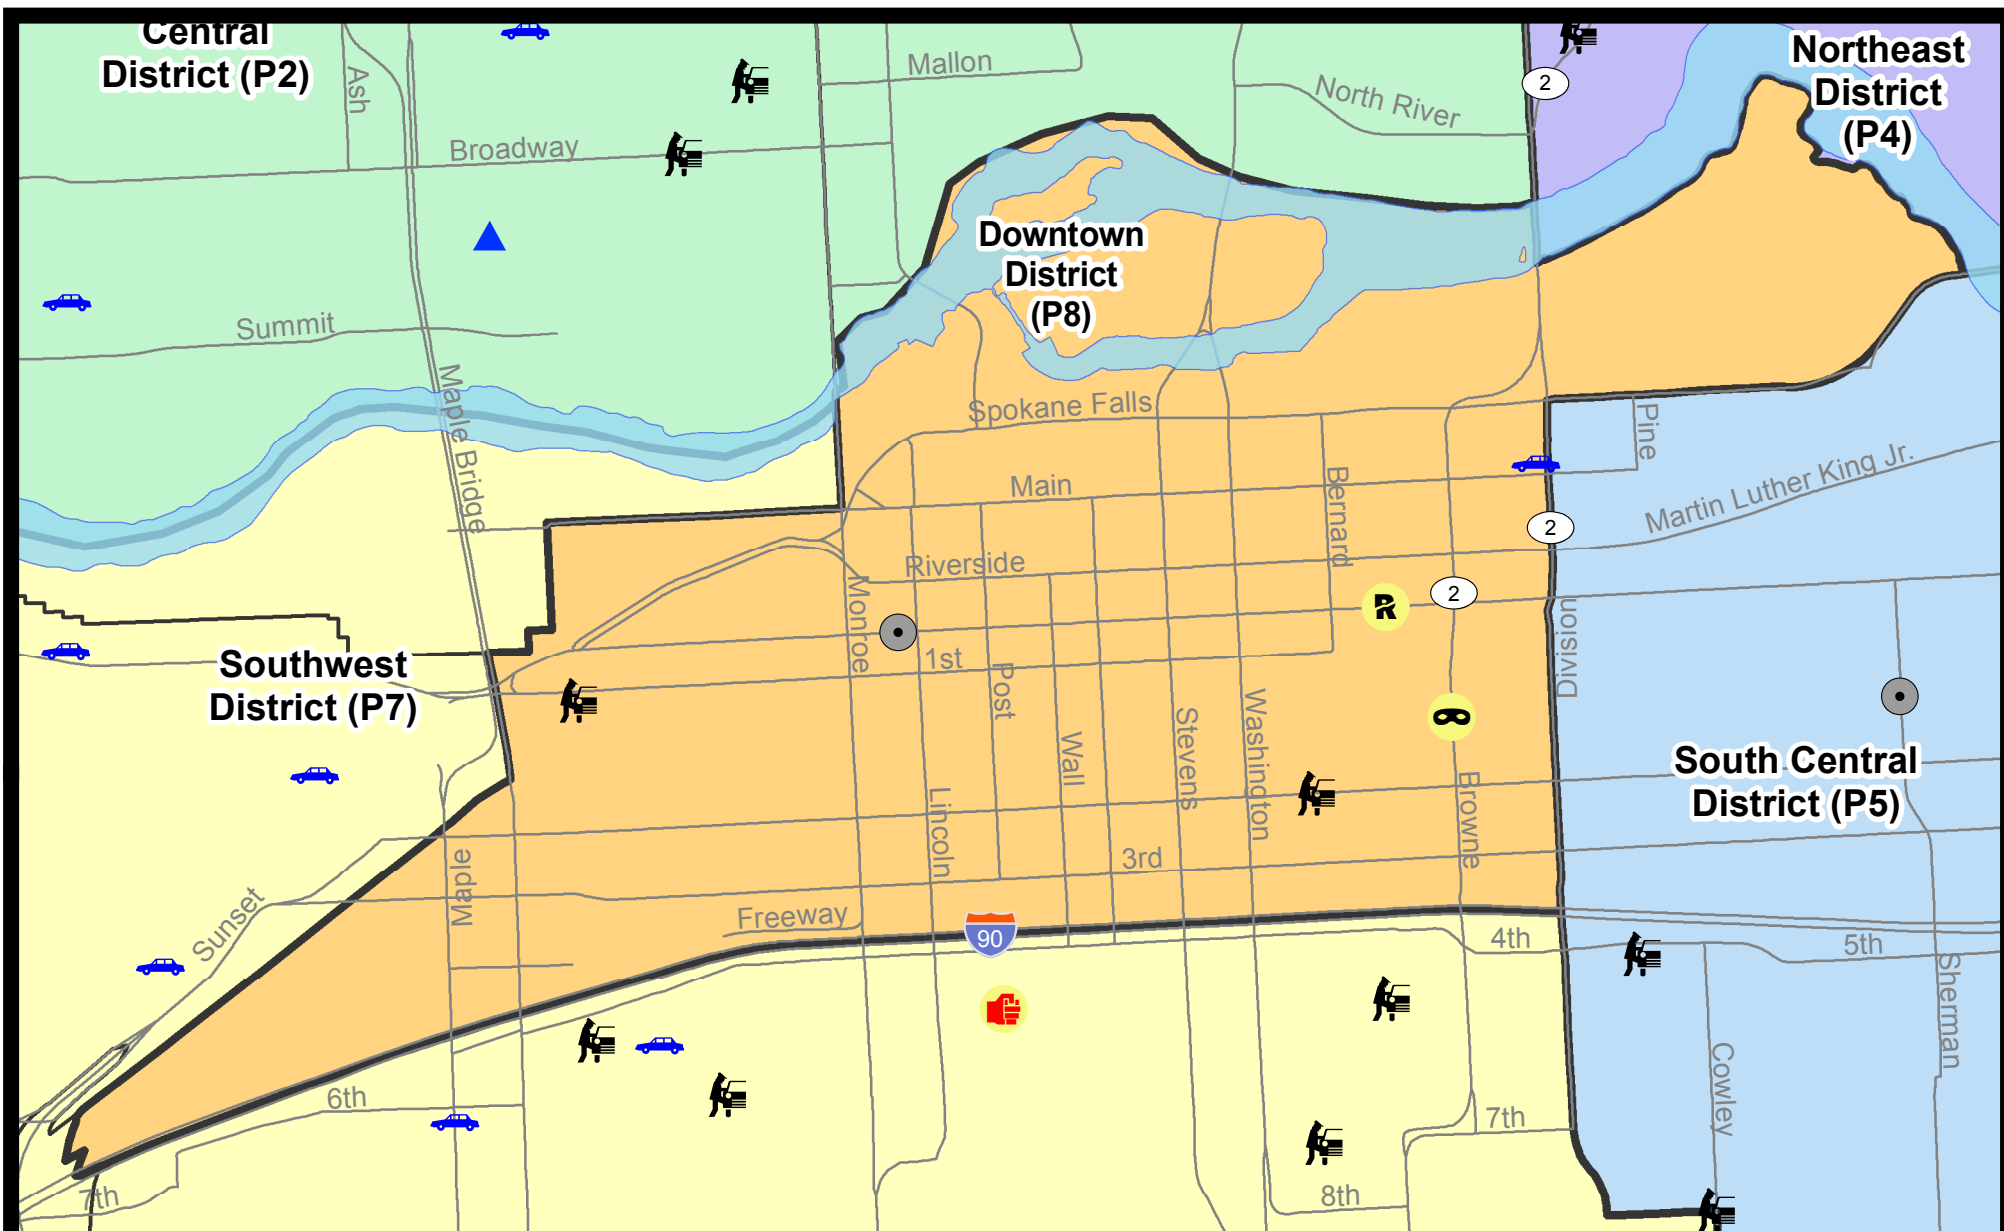 Central
District (P2)
Northeast
District
(P4)
Ash
Mallon
North River
2
Broadway
Downtown
District
(P8)
Summit
Maple Bridge
Spokane Falls
Pine
Main
Bernard
Martin Luther King Jr.
2
Riverside
Monroe
2
R
Division
1st
Southwest
District (P7)
Post
Wall
Stevens
Washington
Browne
South Central
District (P5)
Lincoln
3rd
Maple
Freeway
Sunset
90
4th
5th
Sherman
Cowley
6th
7th
7th
8th